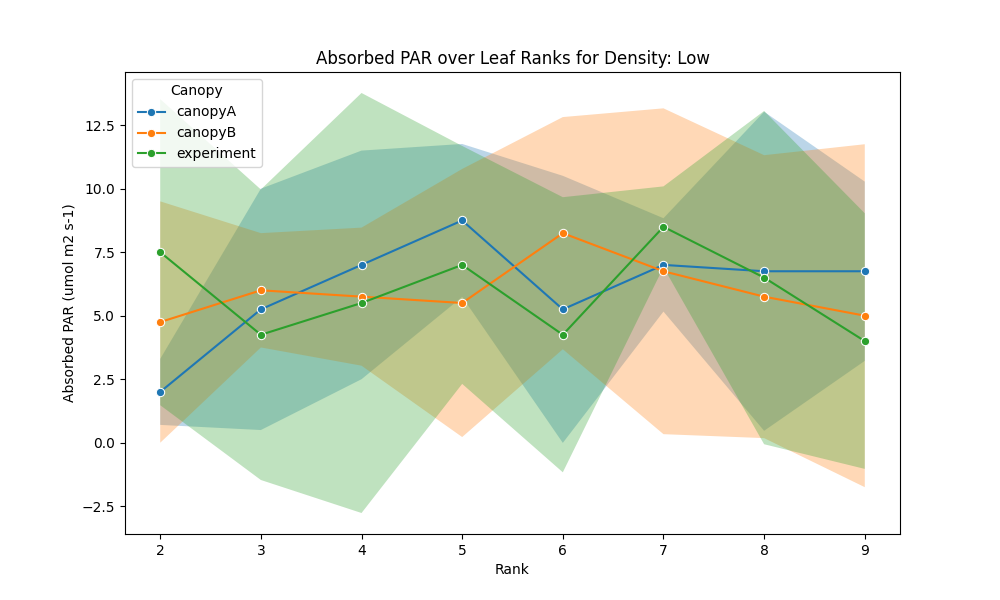 Absorbed PAR over Leaf Ranks for Density: Low
Canopy
canopyA
canopyB
experiment
Absorbed PAR (umol m2 s-1)
12.5
10.0
7.5
5.0
2.5
0.0
−2.5
2 3 4 5 6 7 8 9
Rank